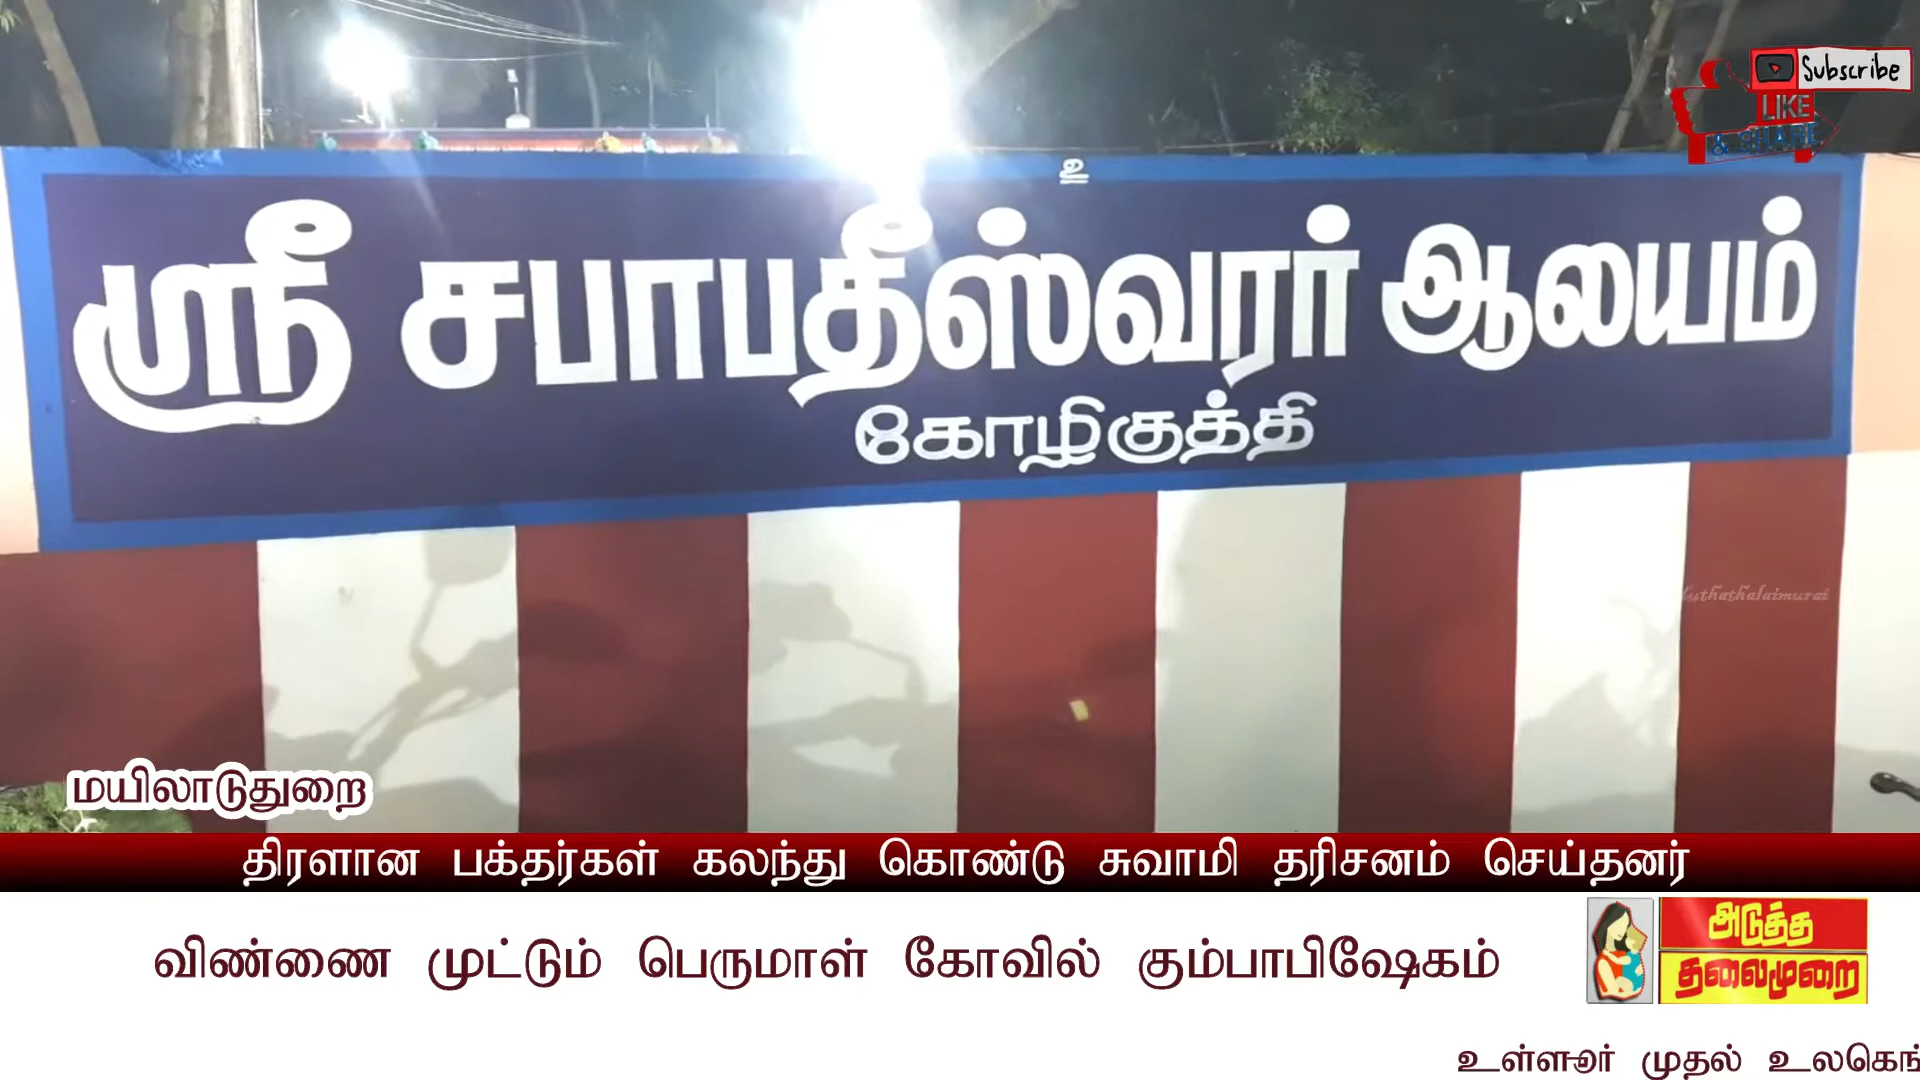 Subscribe
LIKE
& SHARE
உ
ஸ்ரீ சபாபதீஸ்வரர் ஆலயம்
கோழிகுத்தி
மயிலாடுதுறை
திரளான பக்தர்கள் கலந்து கொண்டு சுவாமி தரிசனம் செய்தனர்
விண்ணை முட்டும் பெருமாள் கோவில் கும்பாபிஷேகம்
அடுத்த
தலைமுறை
உள்ளூர் முதல்